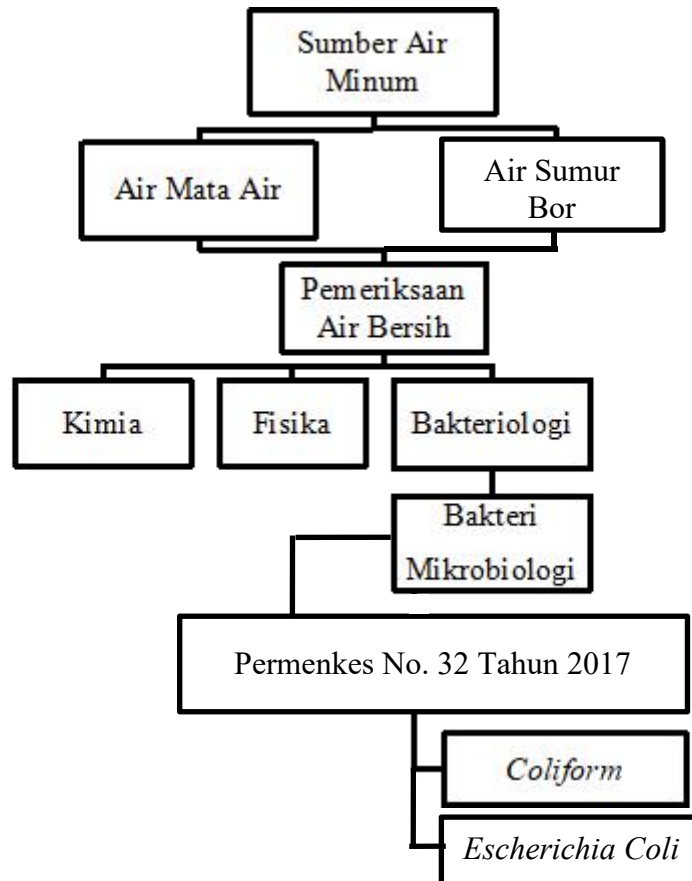 Sumber Air
Minum
Air Mata Air
Air Sumur
Bor
Pemeriksaan
Air Bersih
Kimia
Fisika
Bakteriologi
Bakteri
Mikrobiologi
Permenkes No. 32 Tahun 2017
Coliform
Escherichia Coli